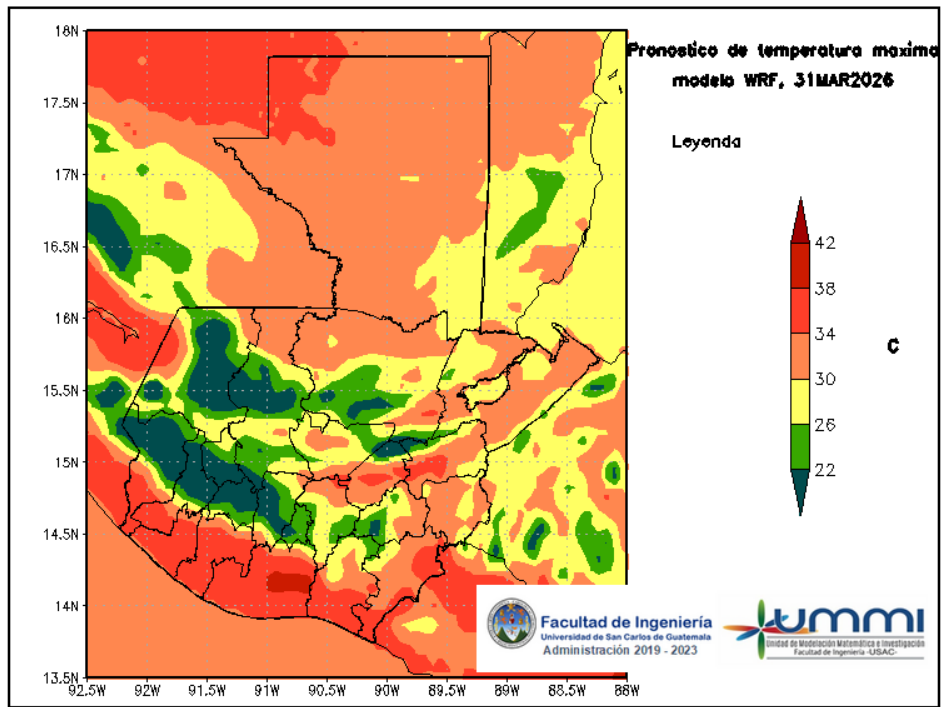 Pronostico de temperatura maxima
modelo WRF, 31MAR2026
Leyenda
42
38
34
30
26
22
C
18N
17.5N
17N
16.5N
16N
15.5N
15N
14.5N
14N
13.5N
92.5W 92W 91.5W 91W 90.5W 90W 89.5W 89W 88.5W 88W
Facultad de Ingeniería
Universidad de San Carlos de Guatemala
Administración 2019 - 2023
UMMI
Unidad de Modelación Matemática e Investigación
Facultad de Ingeniería -USAC-